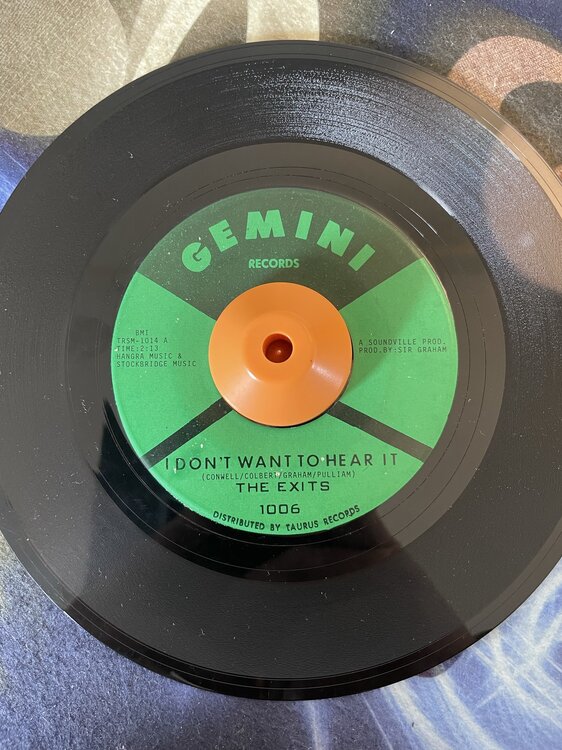 GEMINI
RECORDS
BMI
TRSM-1014 A
TIME:2:13
HANGRA MUSIC &
STOCKBRIDGE MUSIC
A SOUNDVILLE PROD.
PROD.BY:SIR GRAHAM
I DON'T WANT TO HEAR IT
(CONWELL/COLBERT/GRAHAM/PULLIAM)
THE EXITS
1006
DISTRIBUTED BY TAURUS RECORDS